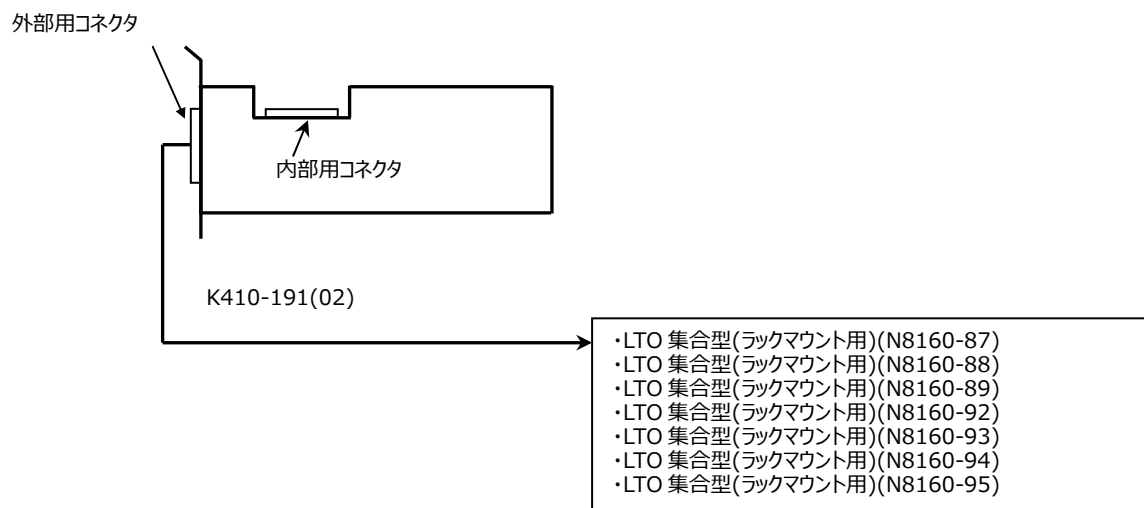 外部用コネクタ
内部用コネクタ
K410-191(02)
・LTO 集合型(ラックマウント用)(N8160-87)
・LTO 集合型(ラックマウント用)(N8160-88)
・LTO 集合型(ラックマウント用)(N8160-89)
・LTO 集合型(ラックマウント用)(N8160-92)
・LTO 集合型(ラックマウント用)(N8160-93)
・LTO 集合型(ラックマウント用)(N8160-94)
・LTO 集合型(ラックマウント用)(N8160-95)